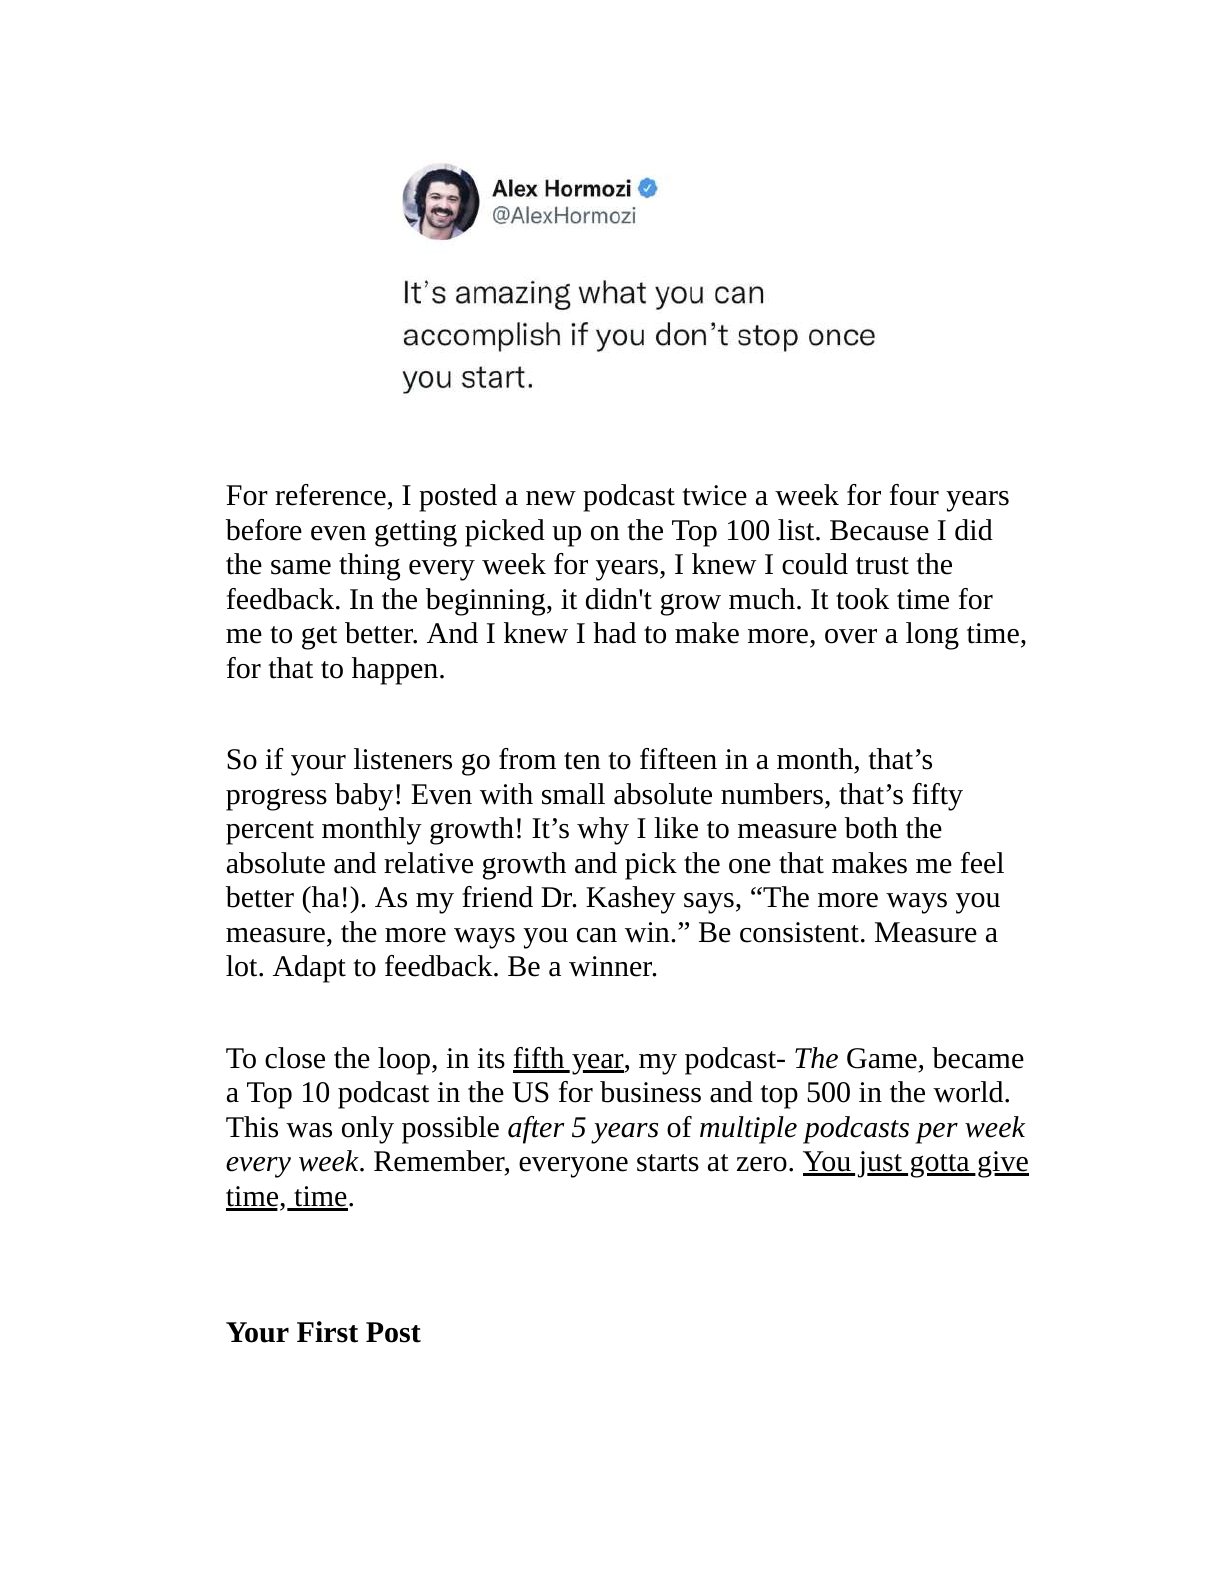 Alex Hormozi
@AlexHormozi
It’s amazing what you can
accomplish if you don’t stop once
you start.
For reference, I posted a new podcast twice a week for four years
before even getting picked up on the Top 100 list. Because I did
the same thing every week for years, I knew I could trust the
feedback. In the beginning, it didn't grow much. It took time for
me to get better. And I knew I had to make more, over a long time,
for that to happen.
So if your listeners go from ten to fifteen in a month, that’s
progress baby! Even with small absolute numbers, that’s fifty
percent monthly growth! It’s why I like to measure both the
absolute and relative growth and pick the one that makes me feel
better (ha!). As my friend Dr. Kashey says, “The more ways you
measure, the more ways you can win.” Be consistent. Measure a
lot. Adapt to feedback. Be a winner.
To close the loop, in its fifth year, my podcast- The Game, became
a Top 10 podcast in the US for business and top 500 in the world.
This was only possible after 5 years of multiple podcasts per week
every week. Remember, everyone starts at zero. You just gotta give
time, time.
Your First Post